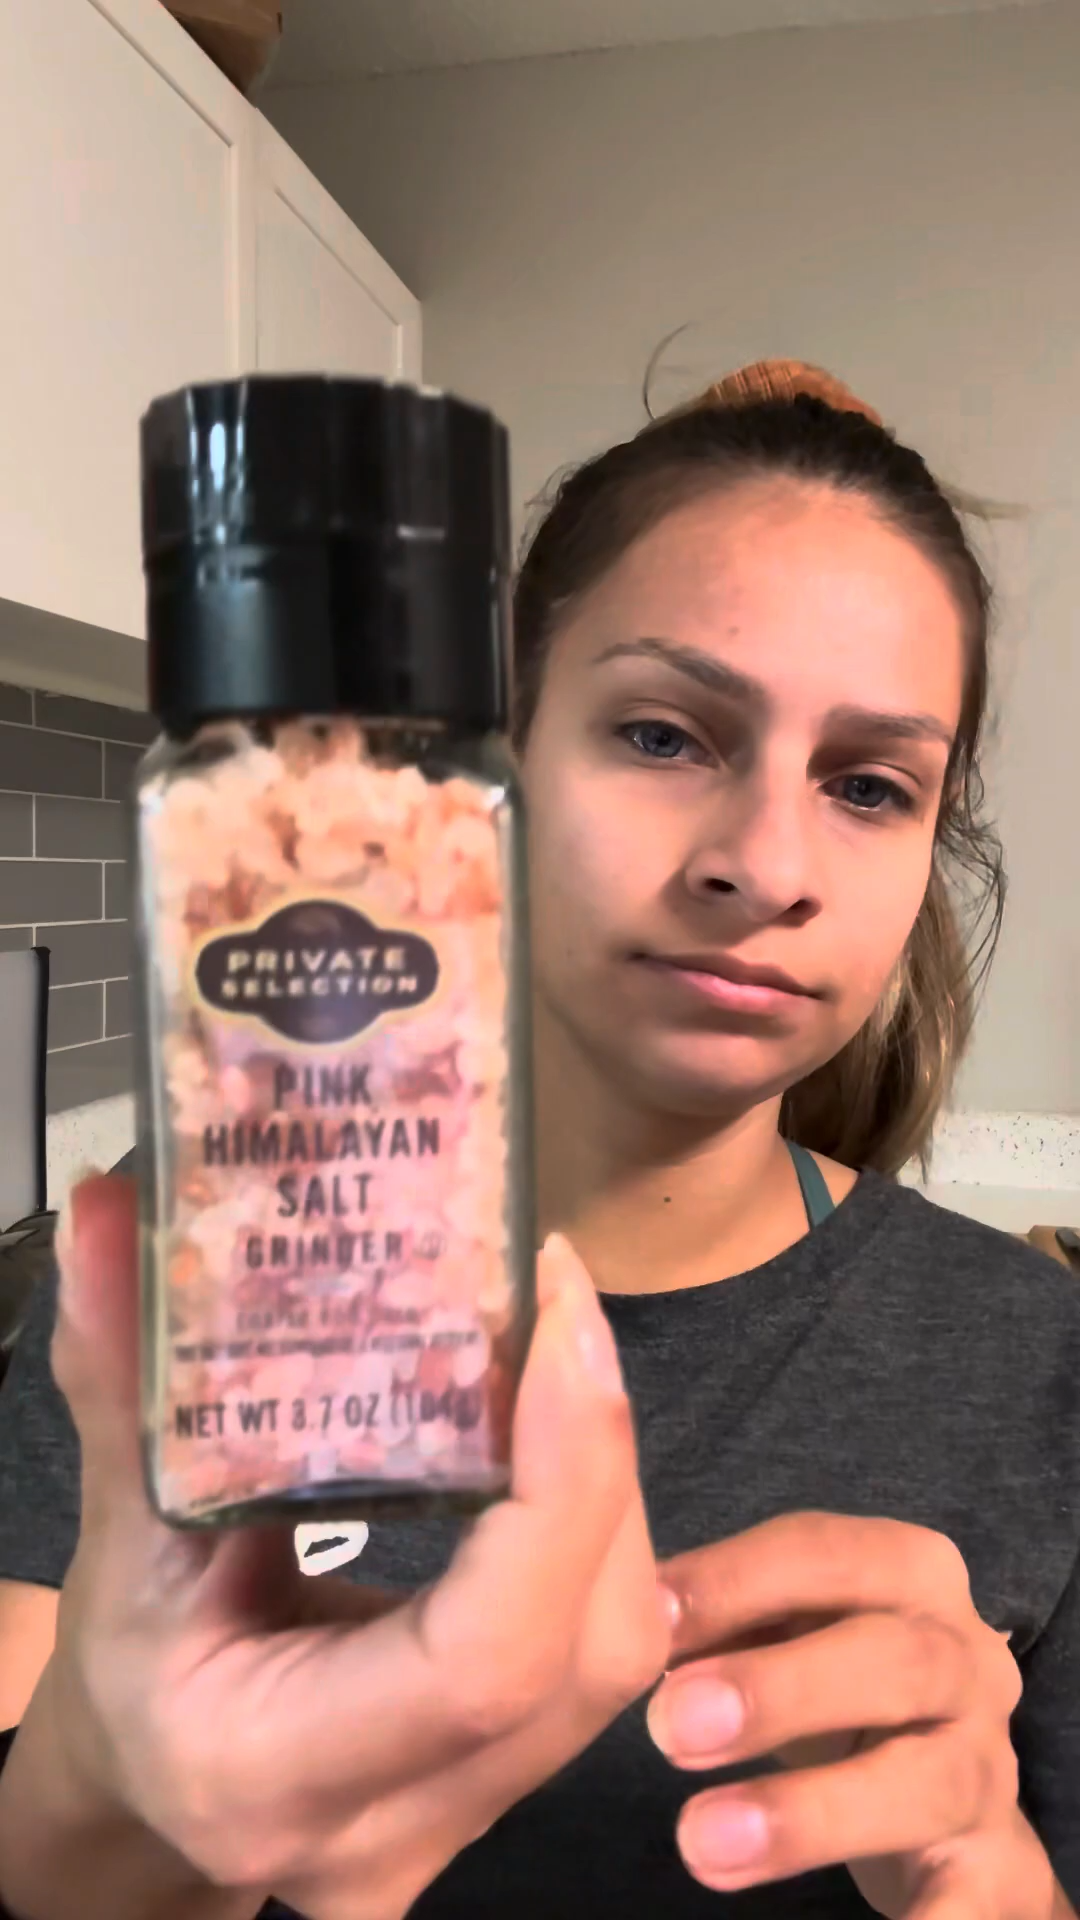 PRIVATE
SELECTION
PINK
HIMALAYAN
SALT
GRINDER
NET WT 3.7 OZ